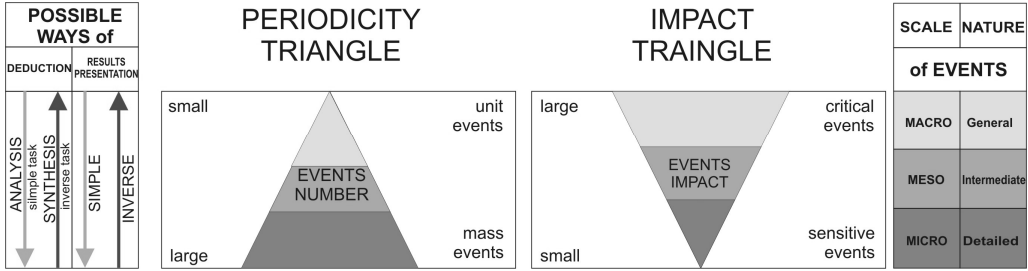 POSSIBLE
WAYS of
DEDUCTION
RESULTS
PRESENTATION
ANALYSIS
silmple task
SYNTHESIS
inverse task
SIMPLE
INVERSE
PERIODICITY
TRIANGLE
small
unit
events
EVENTS
NUMBER
large
mass
events
IMPACT
TRAINGLE
large
critical
events
EVENTS
IMPACT
small
sensitive
events
SCALE
NATURE
of EVENTS
MACRO
General
MESO
Intermediate
MICRO
Detailed